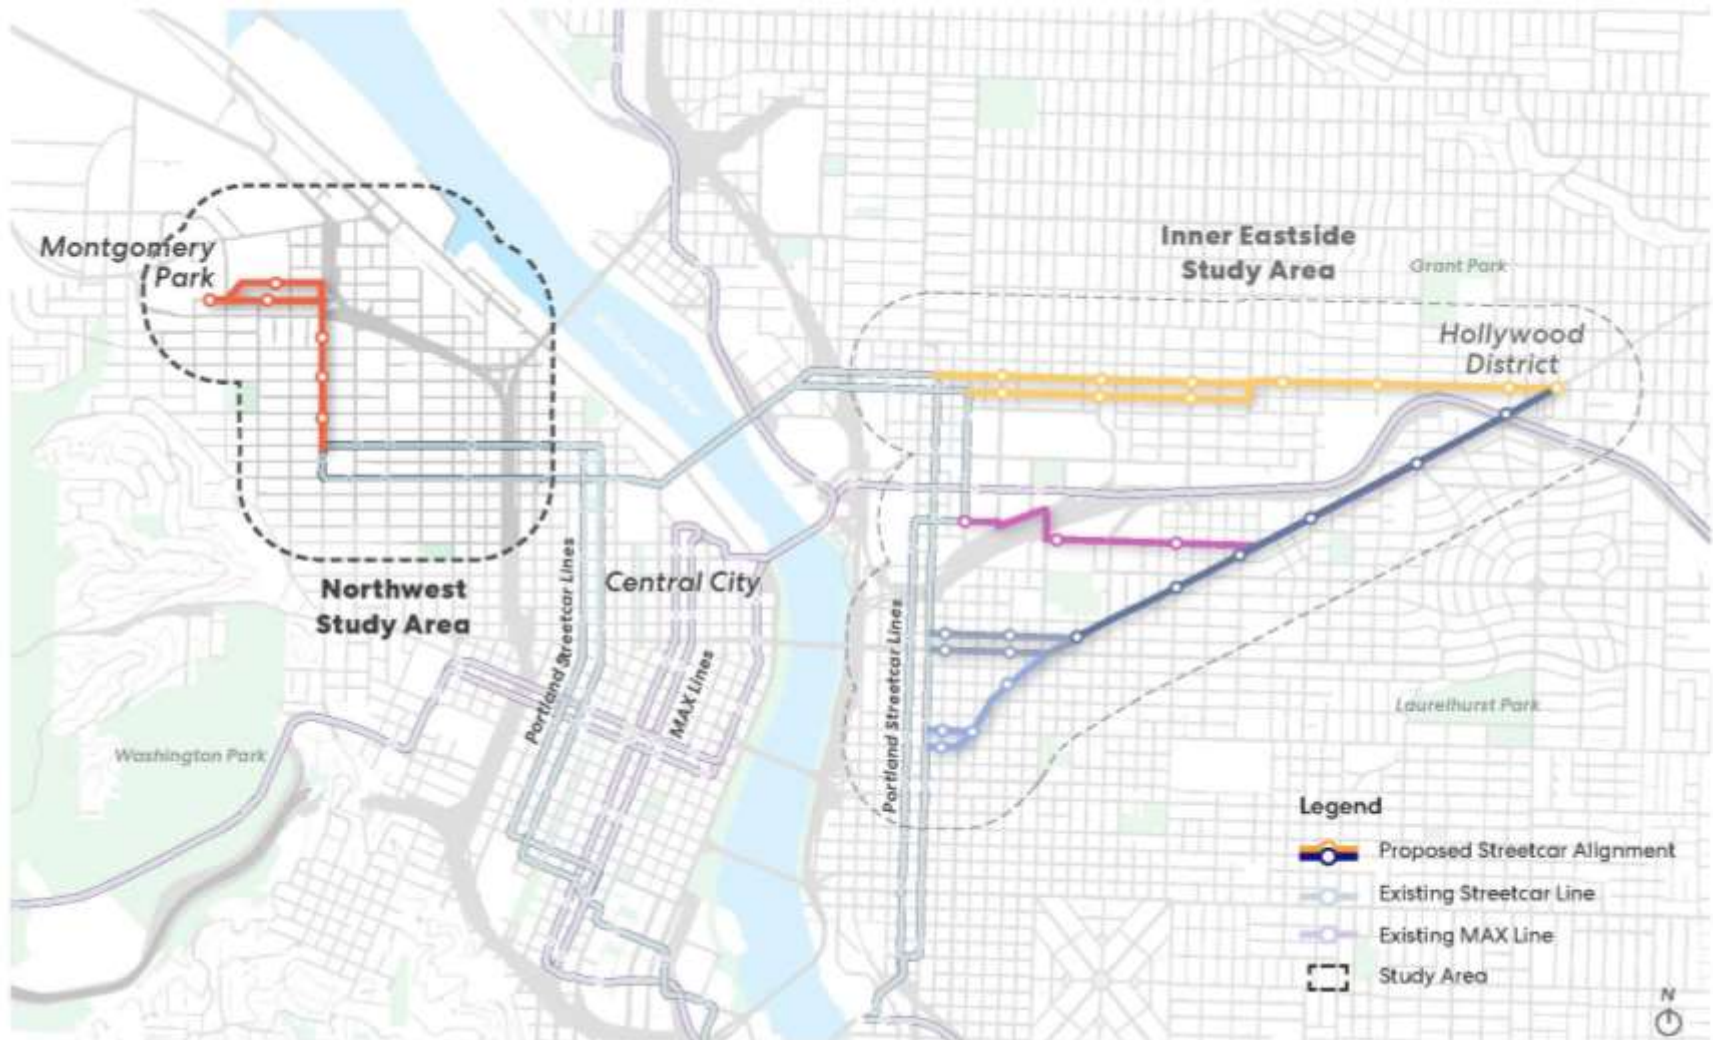 Montgomery
Park
Northwest
Study Area
Washington Park
Portland Streetcar Lines
Central City
MAX Lines
Portland Streetcar Lines
Inner Eastside
Study Area
Grant Park
Hollywood
District
Laurelhurst Park
Legend
Proposed Streetcar Alignment
Existing Streetcar Line
Existing MAX Line
Study Area
N